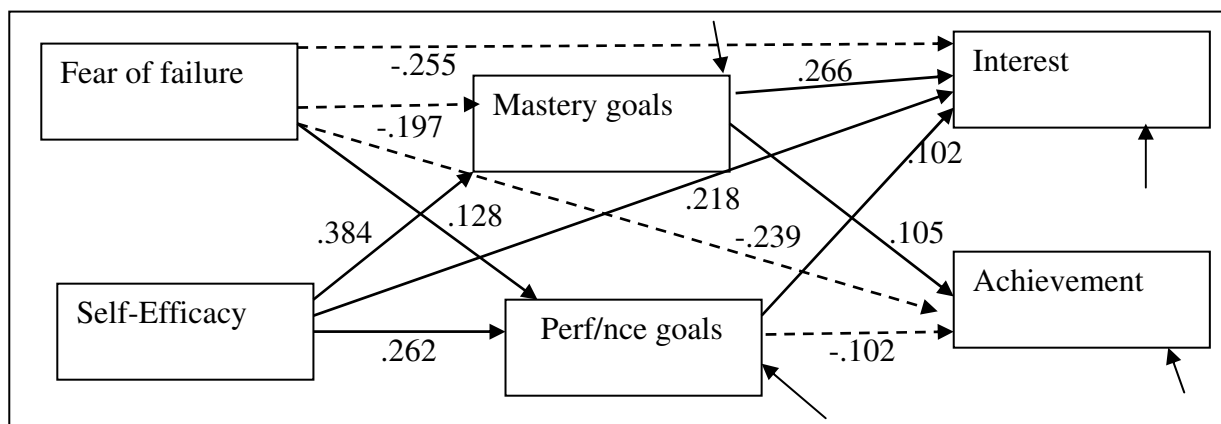 Fear of failure
-.255
.266
Interest
Mastery goals
-.197
.102
.218
.128
.384
-.239
.105
Self-Efficacy
Achievement
Perf/nce goals
.262
-.102